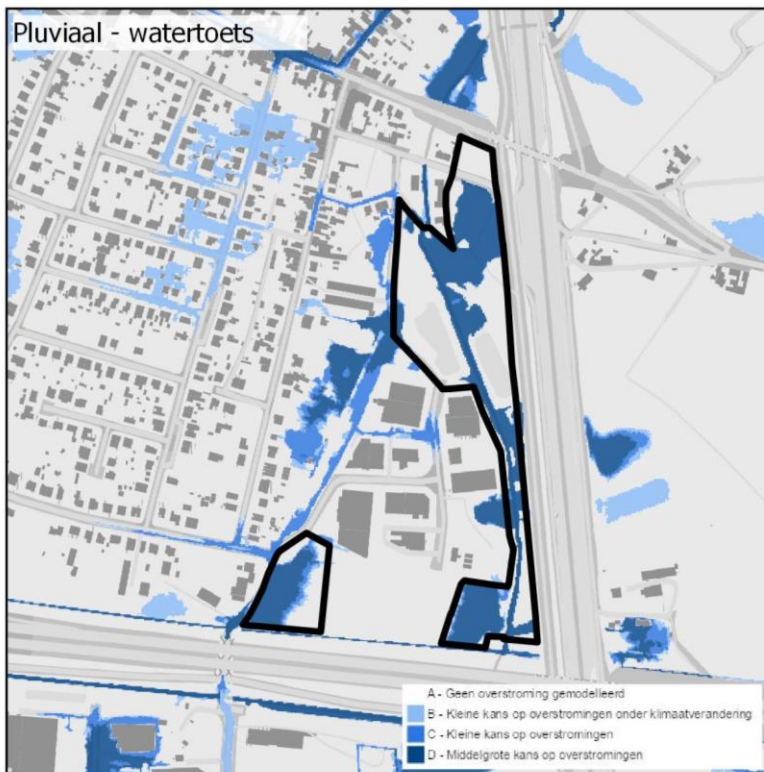 Pluviaal - watertoets
A - Geen overstroming gemodelleerd
B - Kleine kans op overstromingen onder klimaatverandering
C - Kleine kans op overstromingen
D - Middelgrote kans op overstromingen